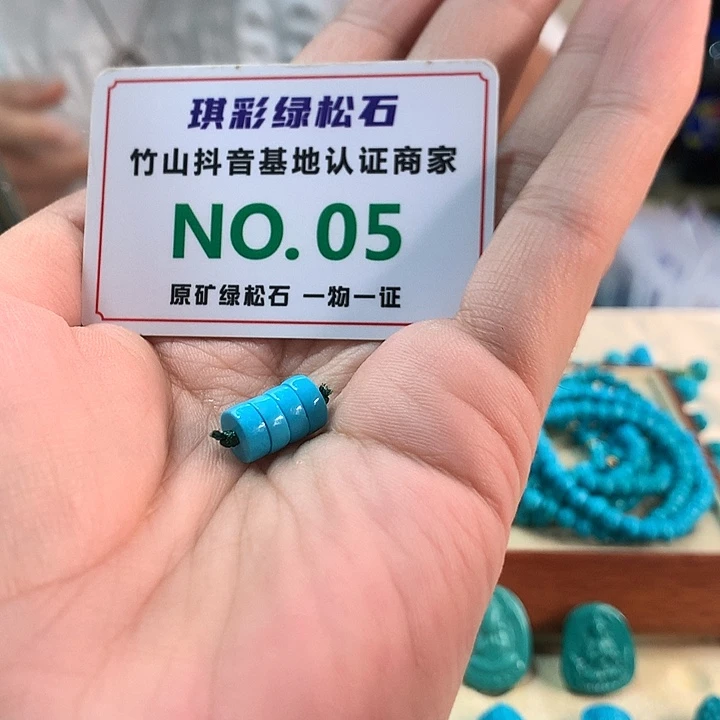 琪彩绿松石
竹山抖音基地认证商家
NO. 05
原矿绿松石 一物一证